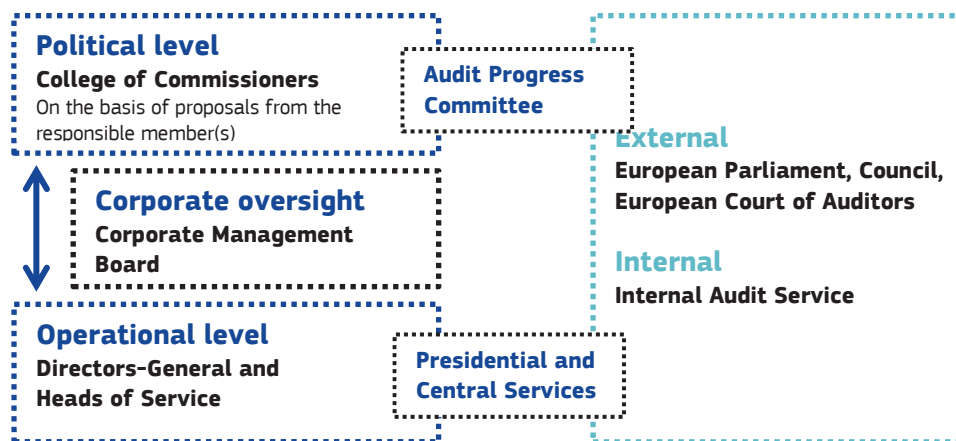 Political level
College of Commissioners
On the basis of proposals from the
responsible member(s)
Audit Progress
Committee
Corporate oversight
Corporate Management
Board
Operational level
Directors-General and
Heads of Service
Presidential and
Central Services
External
European Parliament, Council,
European Court of Auditors
Internal
Internal Audit Service